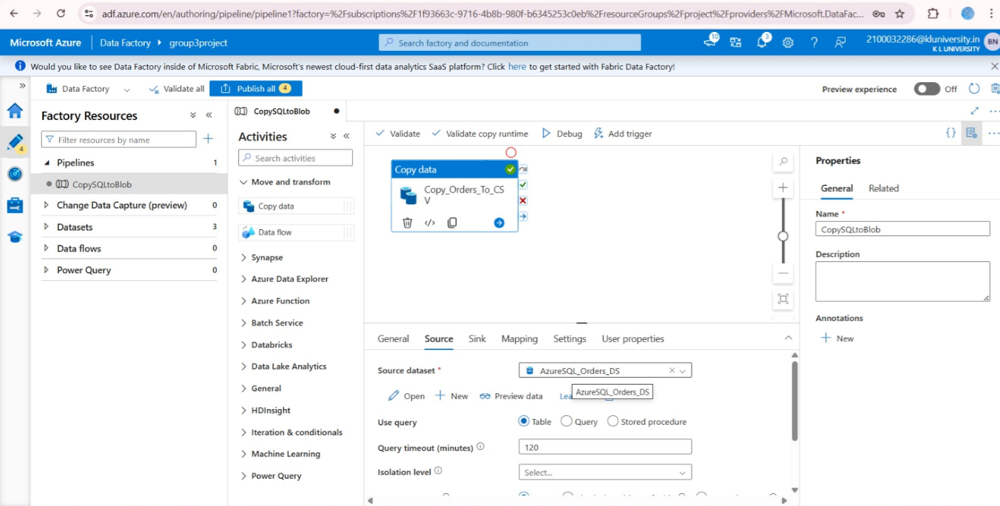 adf.azure.com/en/authoring/pipeline/pipeline1?factory=%2Fsubscriptions%2F1f93663c-9716-4b8b-980f-b6345253c0eb%2FresourceGroups%2Fproject%2Fproviders%2FMicrosoft.DataFac...
Microsoft Azure
Data Factory
group3project
Search factory and documentation
10
3
2100032286@kluniversity.in
K L UNIVERSITY
BN
Would you like to see Data Factory inside of Microsoft Fabric, Microsoft's newest cloud-first data analytics SaaS platform? Click here to get started with Fabric Data Factory!
Data Factory
Validate all
Publish all 4
Preview experience
Off
4
Factory Resources
Filter resources by name
Pipelines 1
CopySQLtoBlob
Change Data Capture (preview) 0
Datasets 3
Data flows 0
Power Query 0
CopySQLtoBlob
Activities
Search activities
Move and transform
Copy data
Data flow
Synapse
Azure Data Explorer
Azure Function
Batch Service
Databricks
Data Lake Analytics
General
HDInsight
Iteration & conditionals
Machine Learning
Power Query
Validate
Validate copy runtime
Debug
Add trigger
Copy data
Copy_Orders_To_CS
V
General
Source
Sink
Mapping
Settings
User properties
Source dataset *
AzureSQL_Orders_DS
Open
New
Preview data
Lea
AzureSQL_Orders_DS
Use query
Table
Query
Stored procedure
Query timeout (minutes)
120
Isolation level
Select...
Properties
General
Related
Name *
CopySQLtoBlob
Description
Annotations
New